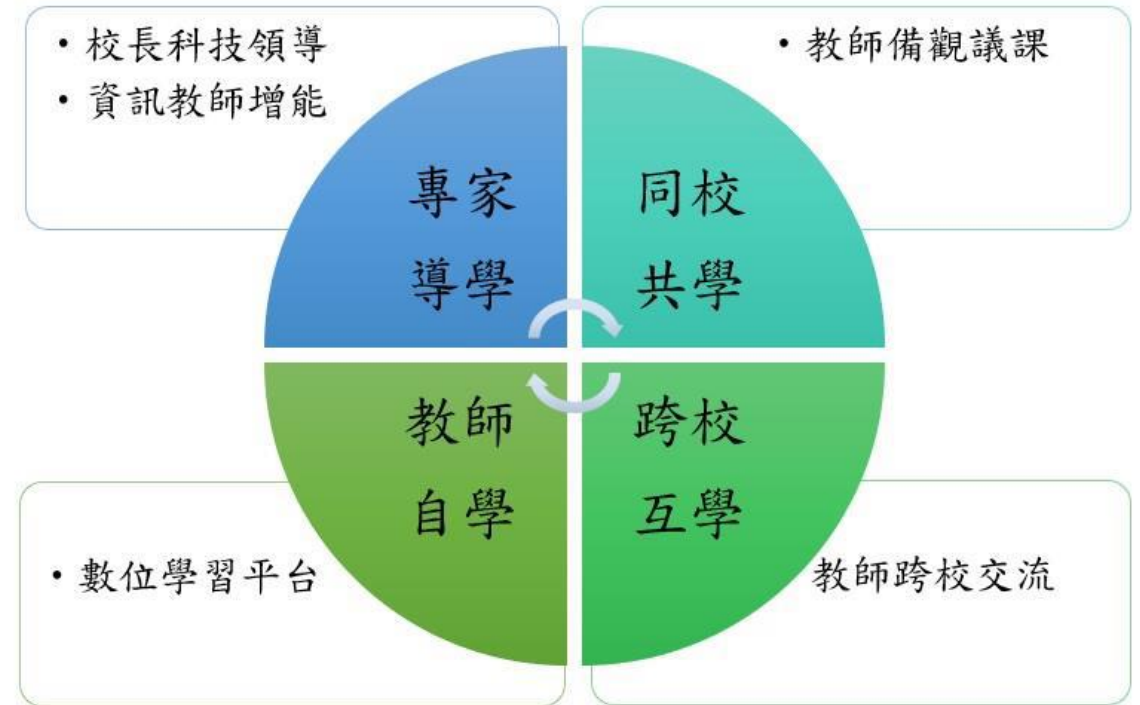 • 校長科技領導
• 資訊教師增能
• 教師備觀議課
專家
導學
同校
共學
教師
自學
跨校
互學
• 數位學習平台
教師跨校交流